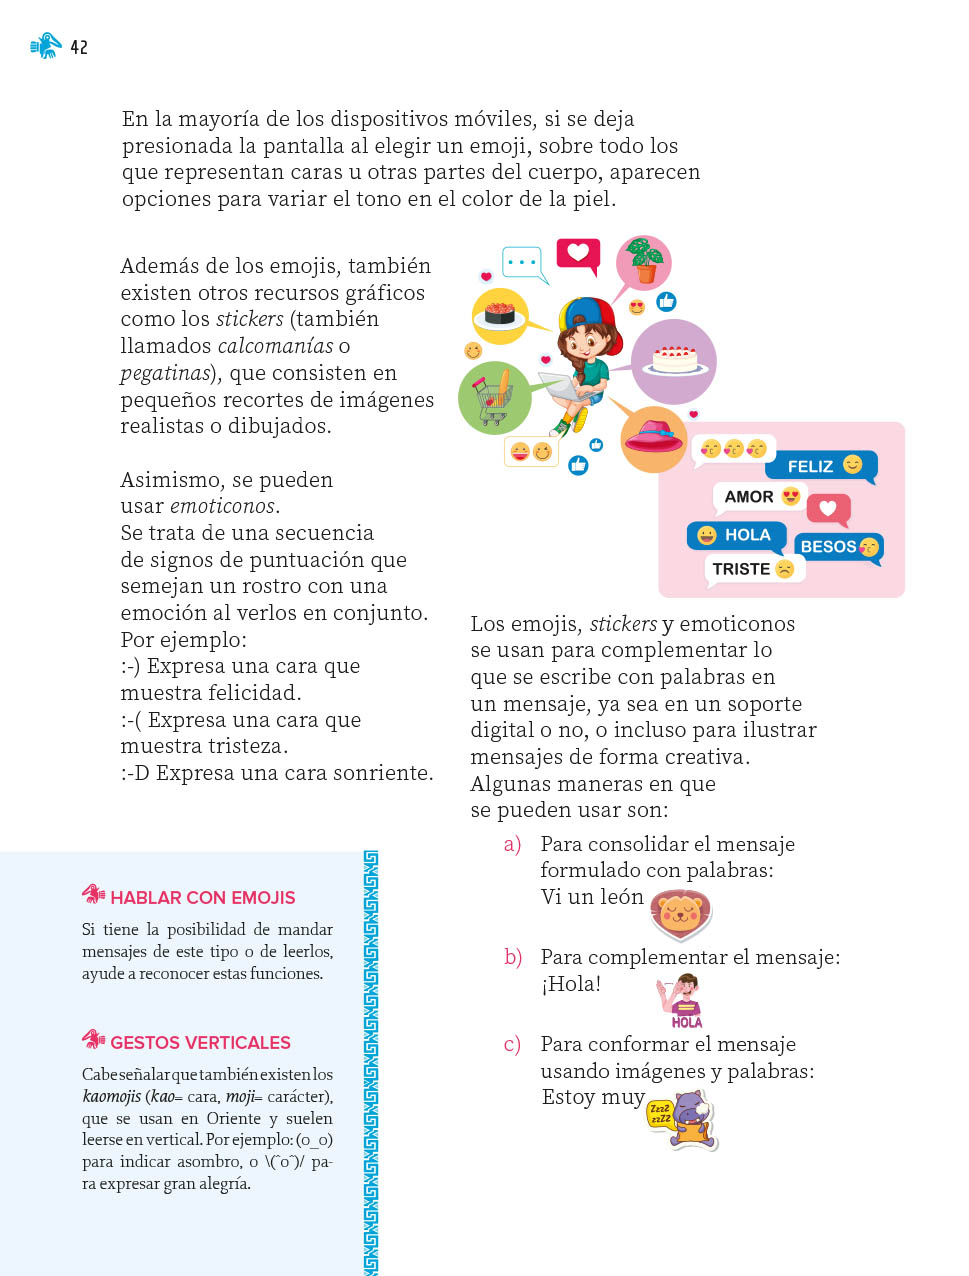 42
En la mayoría de los dispositivos móviles, si se deja
presionada la pantalla al elegir un emoji, sobre todo los
que representan caras u otras partes del cuerpo, aparecen
opciones para variar el tono en el color de la piel.
Además de los emojis, también
existen otros recursos gráficos
como los stickers (también
llamados calcomanías o
pegatinas), que consisten en
pequeños recortes de imágenes
realistas o dibujados.
Asimismo, se pueden
usar emoticonos.
Se trata de una secuencia
de signos de puntuación que
semejan un rostro con una
emoción al verlos en conjunto.
Por ejemplo:
:-) Expresa una cara que
muestra felicidad.
:-( Expresa una cara que
muestra tristeza.
:-D Expresa una cara sonriente.
FELIZ
AMOR
HOLA
BESOS
TRISTE
Los emojis, stickers y emoticonos
se usan para complementar lo
que se escribe con palabras en
un mensaje, ya sea en un soporte
digital o no, o incluso para ilustrar
mensajes de forma creativa.
Algunas maneras en que
se pueden usar son:
a) Para consolidar el mensaje
formulado con palabras:
Vi un león
b) Para complementar el mensaje:
¡Hola!
HOLA
c) Para conformar el mensaje
usando imágenes y palabras:
Estoy muy
ZzzZ
zzZZ
HABLAR CON EMOJIS
Si tiene la posibilidad de mandar
mensajes de este tipo o de leerlos,
ayude a reconocer estas funciones.
GESTOS VERTICALES
Cabe señalar que también existen los
kaomojis (kao= cara, moji= carácter),
que se usan en Oriente y suelen
leerse en vertical. Por ejemplo: (o_o)
para indicar asombro, o \(ˆoˆ)/ pa-
ra expresar gran alegría.